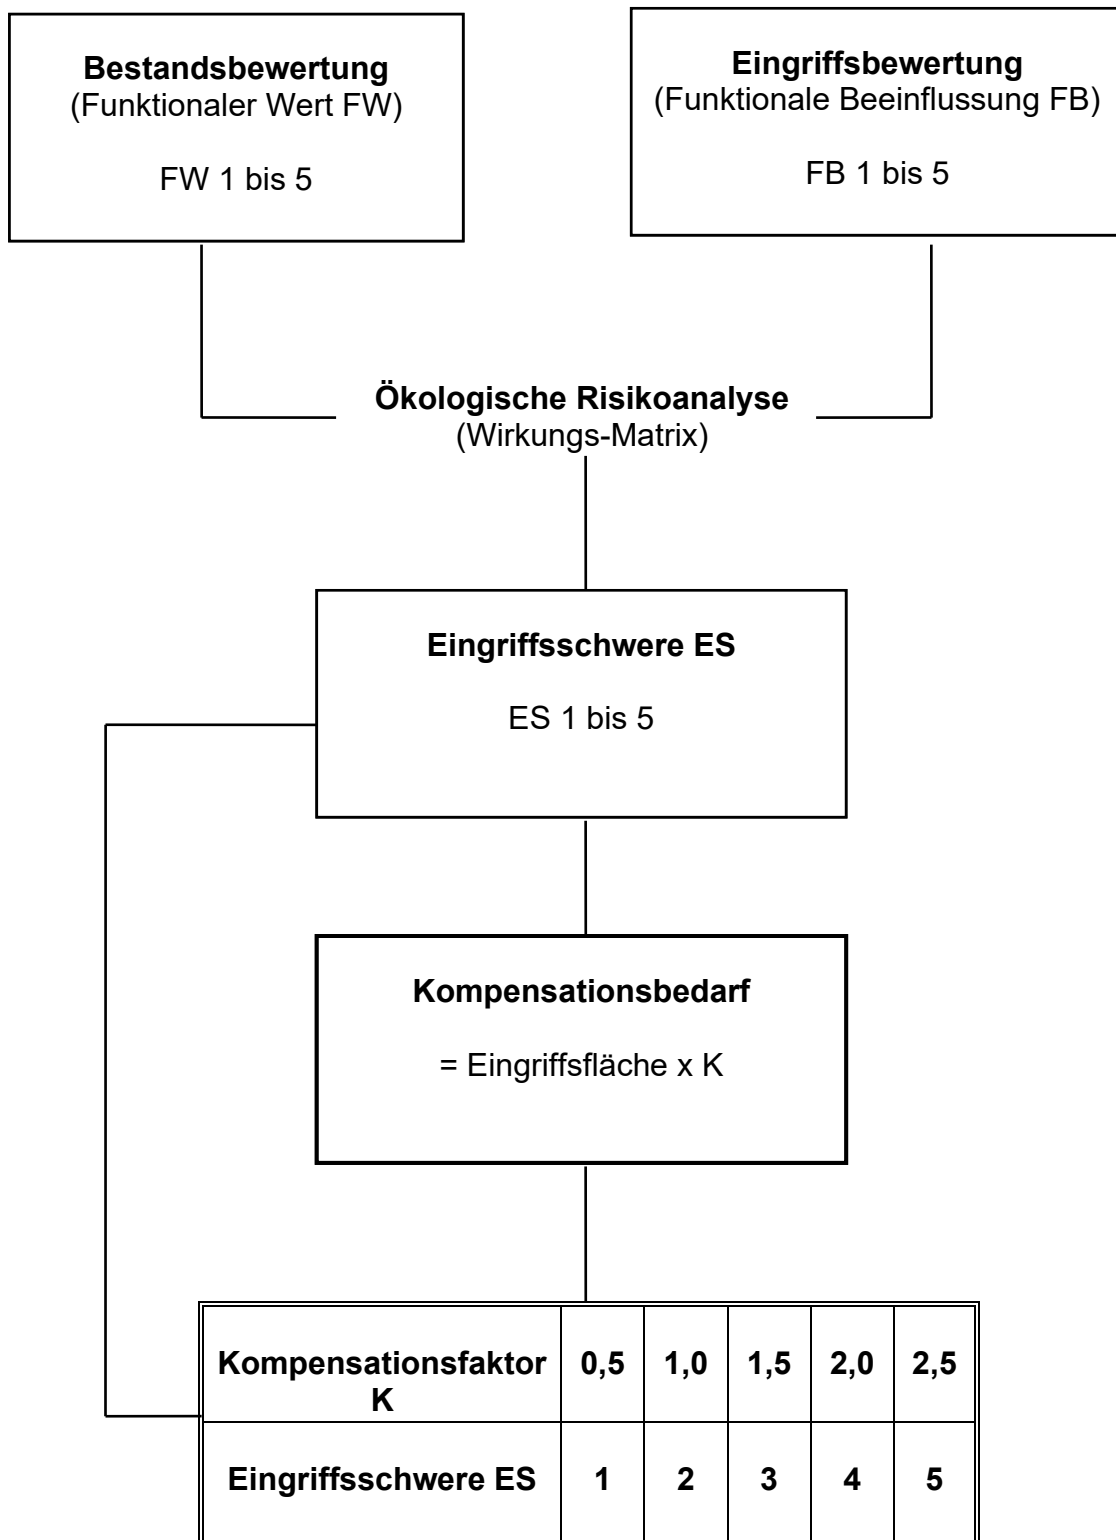 Bestandsbewertung
(Funktionaler Wert FW)
FW 1 bis 5
Eingriffsbewertung
(Funktionale Beeinflussung FB)
FB 1 bis 5
Ökologische Risikoanalyse
(Wirkungs-Matrix)
Eingriffsschwere ES
ES 1 bis 5
Kompensationsbedarf
= Eingriffsfläche x K
Kompensationsfaktor 0,5 1,0 1,5 2,0 2,5
K
Eingriffsschwere ES 1 2 3 4 5